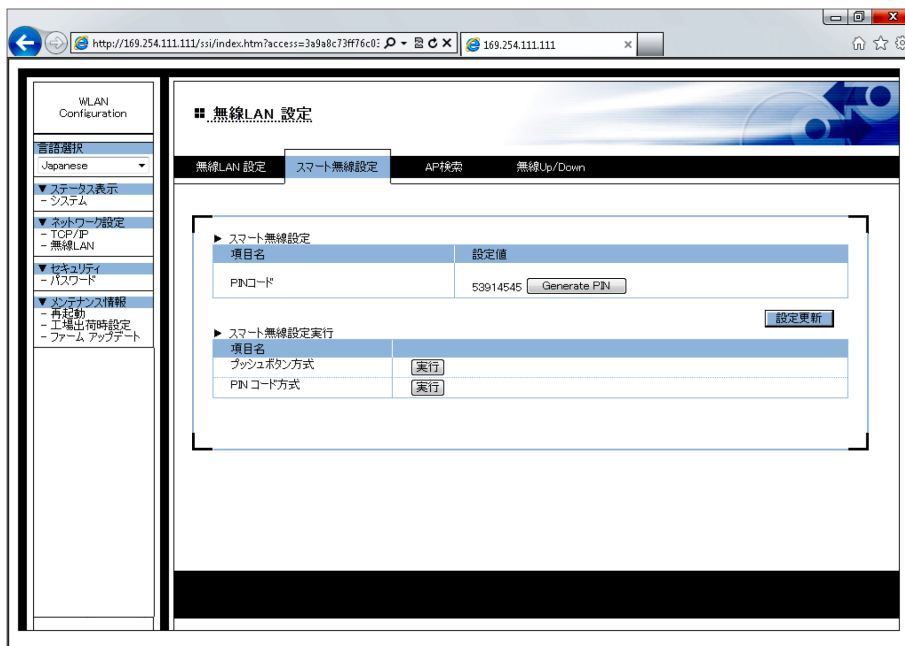 http://169.254.111.111/ssi/index.htm?access=3a9a8c73ff76c03
169.254.111.111
WLAN
Configuration
言語選択
Japanese
▼ ステータス表示
- システム
▼ ネットワーク設定
- TCP/IP
- 無線LAN
▼ セキュリティ
- パスワード
▼ メンテナンス情報
- 再起動
- 工場出荷時設定
- ファーム アップデート
無線LAN 設定
無線LAN 設定 スマート無線設定 AP検索 無線Up/Down
▶ スマート無線設定
項目名 設定値
PINコード 53914545 Generate PIN
設定更新
▶ スマート無線設定実行
項目名
プッシュボタン方式 実行
PIN コード方式 実行